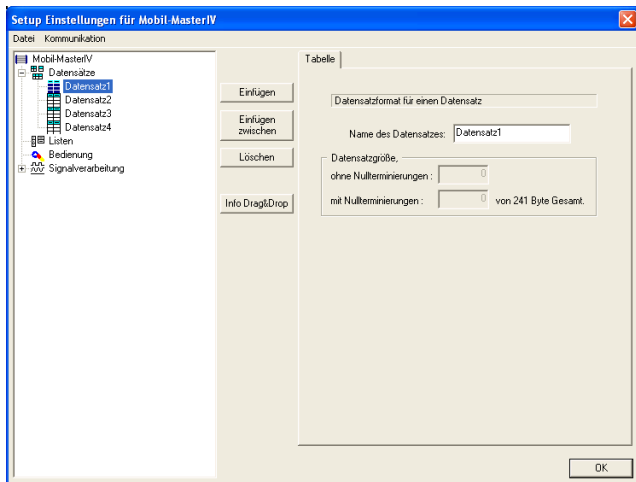 Setup Einstellungen für Mobil-MasterIV
Datei Kommunikation
Mobil-MasterIV
Datensätze
Datensatz1
Datensatz2
Datensatz3
Datensatz4
Listen
Bedienung
Signalverarbeitung
Einfügen
Einfügen
zwischen
Löschen
Info Drag&Drop
Tabelle
Datensatzformat für einen Datensatz
Name des Datensatzes: Datensatz1
Datensatzgröße,
ohne Nullterminierungen : 0
mit Nullterminierungen : 0 von 241 Byte Gesamt.
OK